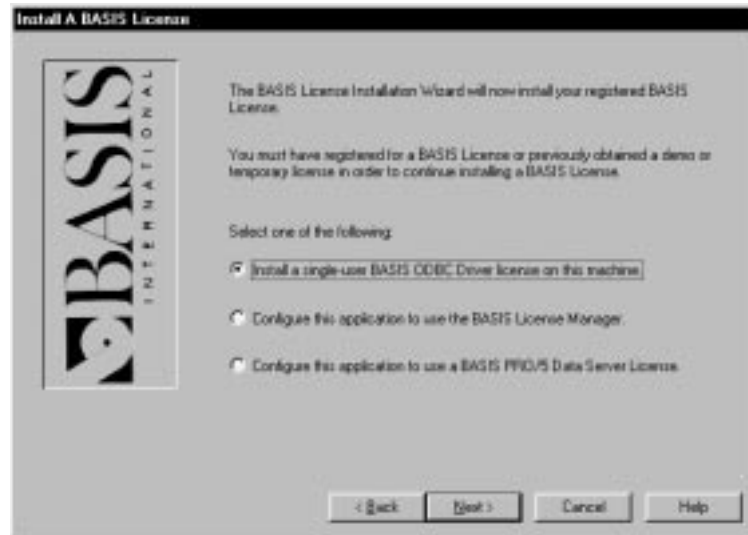 Install A BASIS License
BASIS
INTERNATIONAL
The BASIS License Installation Wizard will now install your registered BASIS
License.
You must have registered for a BASIS License or previously obtained a demo or
temporary license in order to continue installing a BASIS License.
Select one of the following:
Install a single-user BASIS ODBC Driver license on this machine.
Configure this application to use the BASIS License Manager.
Configure this application to use a BASIS PRO/5 Data Server License.
< Back
Next >
Cancel
Help